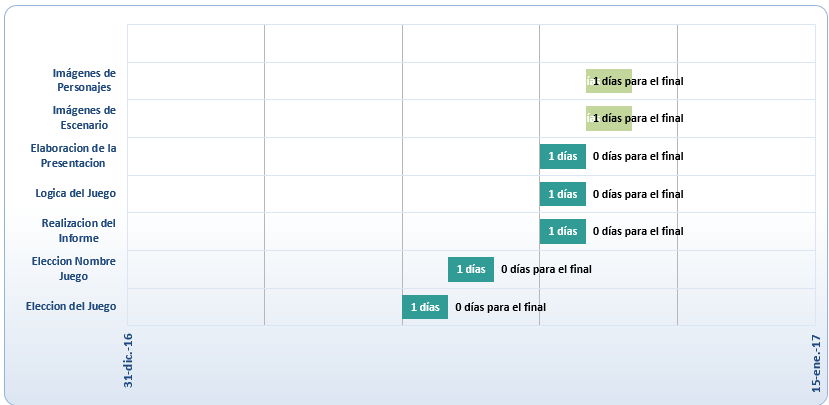 Imágenes de
Personajes
1 días para el final
Imágenes de
Escenario
1 días para el final
Elaboracion de la
Presentacion
1 días
0 días para el final
Logica del Juego
1 días
0 días para el final
Realizacion del
Informe
1 días
0 días para el final
Eleccion Nombre
Juego
1 días
0 días para el final
Eleccion del Juego
1 días
0 días para el final
31-dic.-16
15-ene.-17